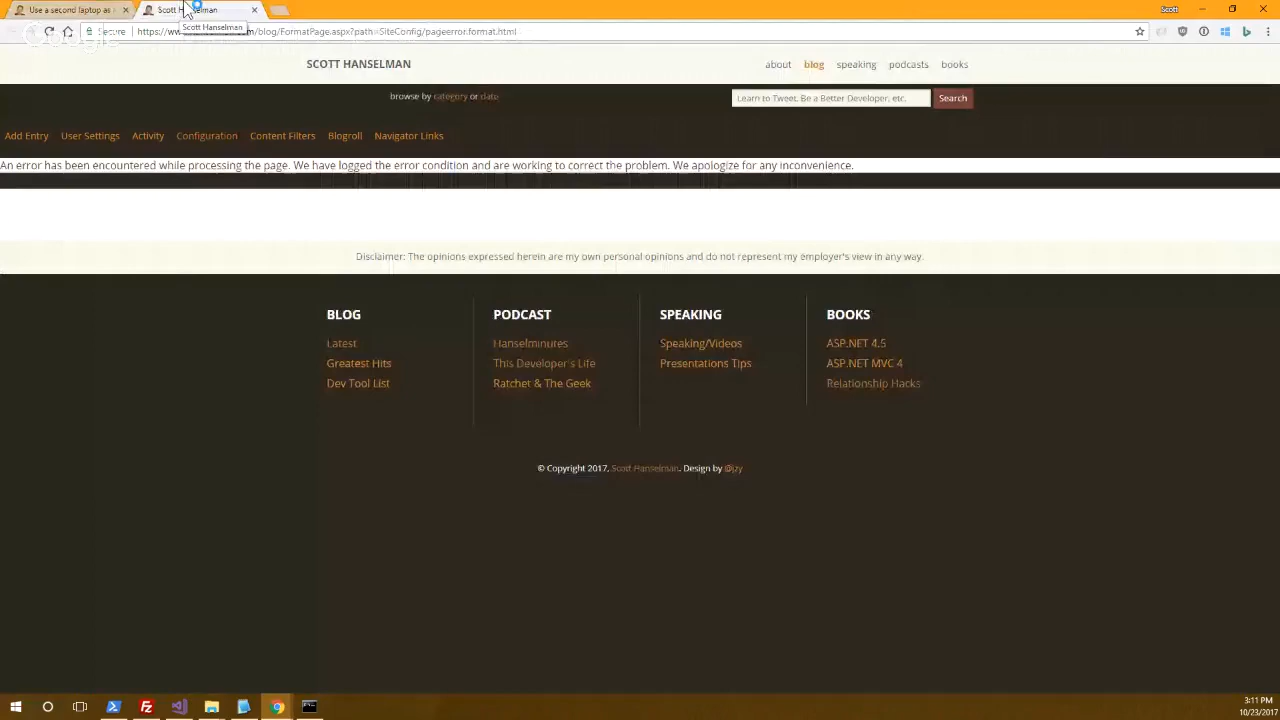 Use a second laptop as
Scott Hanselman
Scott
Scott Hanselman
Secure
/blog/FormatPage.aspx?path=SiteConfig/pageerror.format.html
SCOTT HANSELMAN
about
blog
speaking
podcasts
books
browse by category or date
Learn to Tweet, Be a Better Developer, etc.
Search
Add Entry
User Settings
Activity
Configuration
Content Filters
Blogroll
Navigator Links
An error has been encountered while processing the page. We have logged the error condition and are working to correct the problem. We apologize for any inconvenience.
Disclaimer: The opinions expressed herein are my own personal opinions and do not represent my employer's view in any way.
BLOG
Latest
Greatest Hits
Dev Tool List
PODCAST
Hanselminutes
This Developer's Life
Ratchet & The Geek
SPEAKING
Speaking/Videos
Presentations Tips
BOOKS
ASP.NET 4.5
ASP.NET MVC 4
Relationship Hacks
© Copyright 2017, Scott Hanselman. Design by @jzy
3:11 PM
10/23/2017